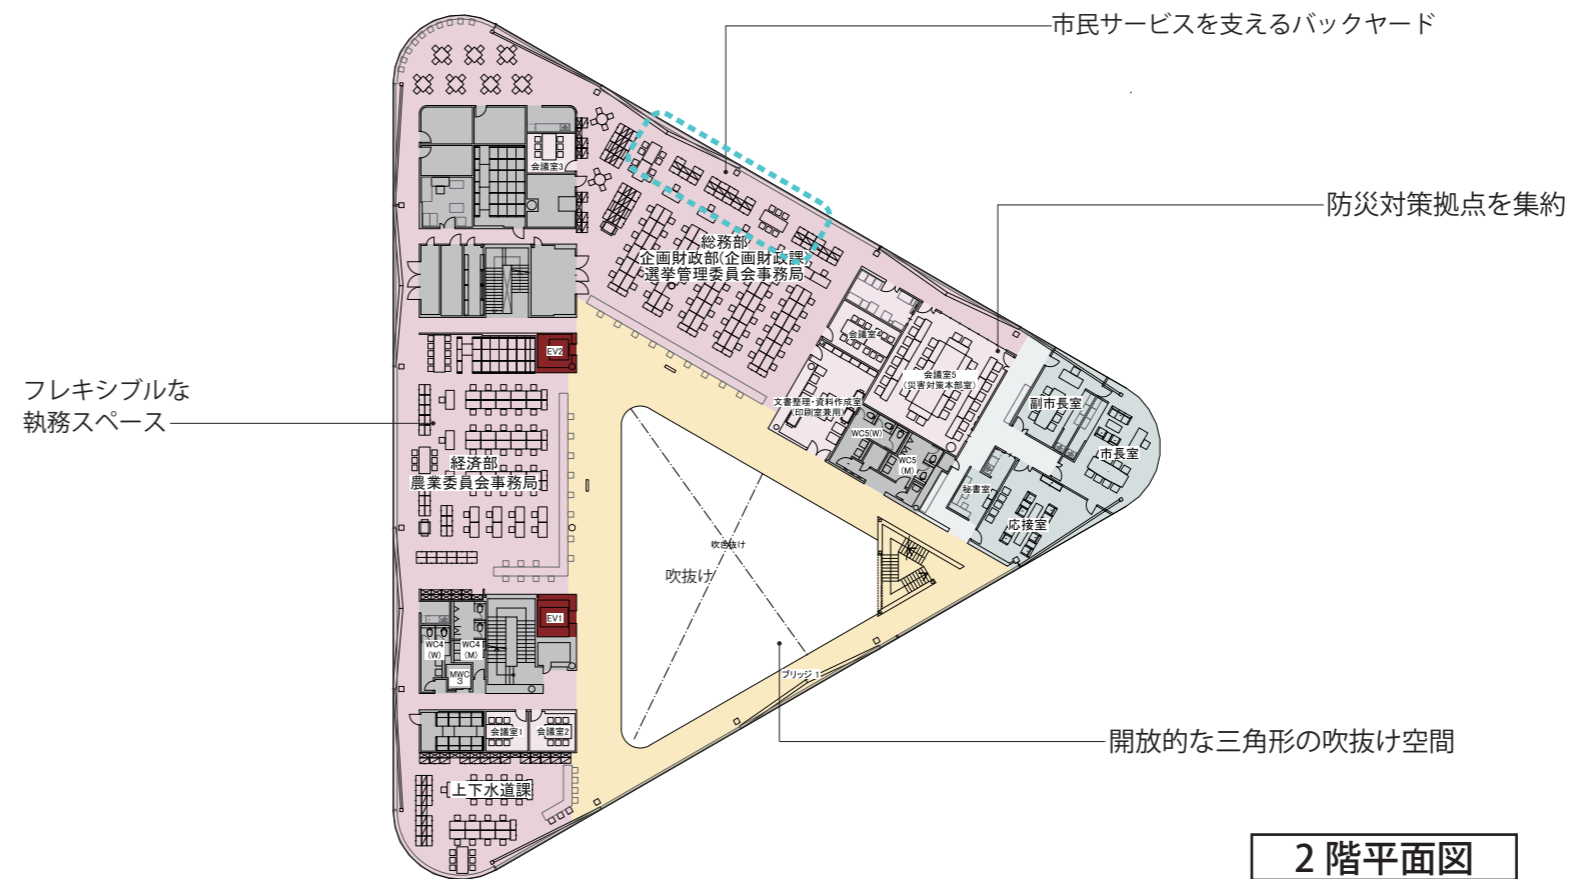 市民サービスを支えるバックヤード
会議室3
防災対策拠点を集約
総務部
企画財政部(企画財政課)
選挙管理委員会事務局
会議室4
EV2
会議室5
(災害対策本部室)
フレキシブルな
執務スペース
文書整理・資料作成室
(印刷室兼用)
副市長室
市長室
WC5(W)
WC5
(M)
経済部
農業委員会事務局
秘書室
応接室
吹き抜け
吹抜け
EV1
WC4
(W)
WC4
(M)
MWC
3
ブリッジ 1
会議室1
会議室2
開放的な三角形の吹抜け空間
上下水道課
2 階平面図